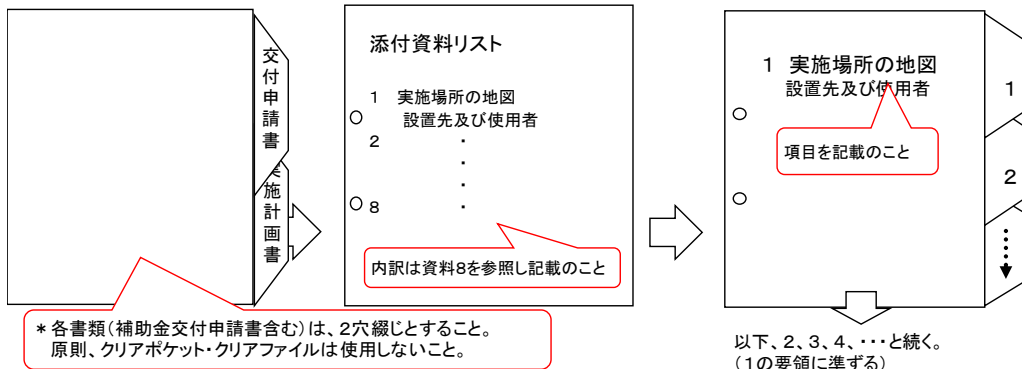 交付申請書
実施計画書
＊各書類（補助金交付申請書含む）は、２穴綴じとすること。
原則、クリアポケット・クリアファイルは使用しないこと。
添付資料リスト
１　実施場所の地図
設置先及び使用者
２　・
・
・
８　・
内訳は資料８を参照し記載のこと
１　実施場所の地図
設置先及び使用者
項目を記載のこと
１
２
以下、２、３、４、・・・と続く。
（１の要領に準ずる）